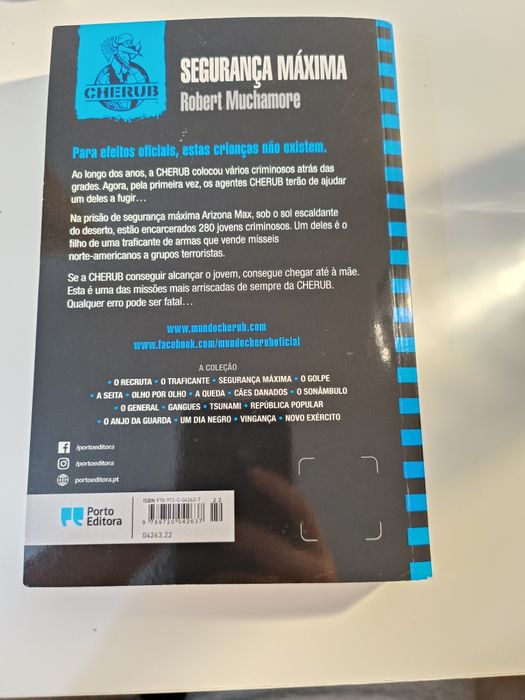 CHERUB
SEGURANÇA MÁXIMA
Robert Muchamore
Para efeitos oficiais, estas crianças não existem.
Ao longo dos anos, a CHERUB colocou vários criminosos atrás das
grades. Agora, pela primeira vez, os agentes CHERUB terão de ajudar
um deles a fugir...
Na prisão de segurança máxima Arizona Max, sob o sol escaldante
do deserto, estão encarcerados 280 jovens criminosos. Um deles é o
filho de uma traficante de armas que vende mísseis
norte-americanos a grupos terroristas.
Se a CHERUB conseguir alcançar o jovem, consegue chegar até à mãe.
Esta é uma das missões mais arriscadas de sempre da CHERUB.
Qualquer erro pode ser fatal...
www.mundocherub.com
www.facebook.com/mundocheruboficial
A COLEÇÃO
• O RECRUTA • O TRAFICANTE • SEGURANÇA MÁXIMA • O GOLPE
• A SEITA • OLHO POR OLHO • A QUEDA • CÃES DANADOS • O SONÂMBULO
• O GENERAL • GANGUES • TSUNAMI • REPÚBLICA POPULAR
• O ANJO DA GUARDA • UM DIA NEGRO • VINGANÇA • NOVO EXÉRCITO
/portoeditora
/portoeditora
portoeditora.pt
Porto
Editora
ISBN 978-972-0-04263-7
22
9 789720 042637
04263.22